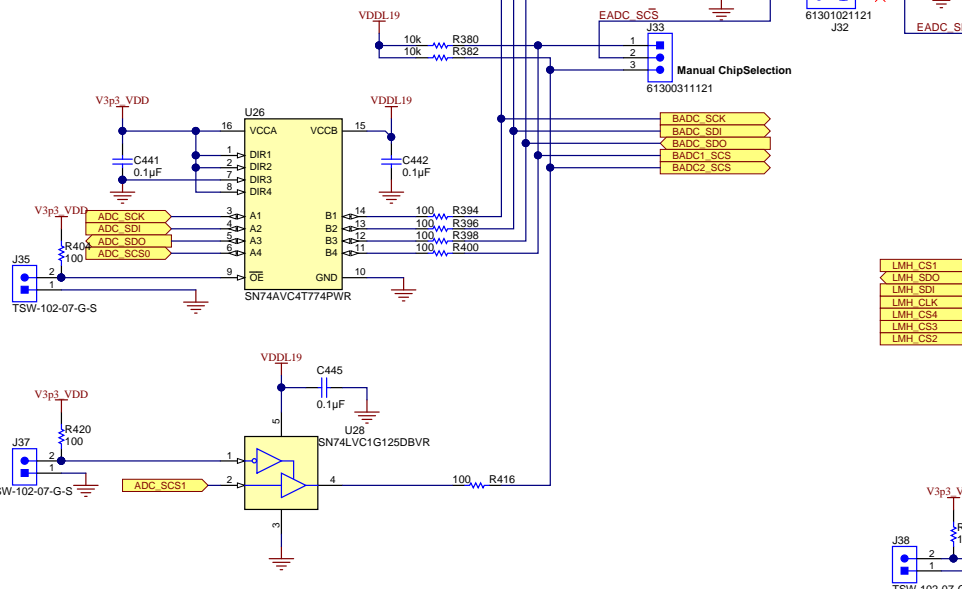 VDDL19
EADC_SCS
J33
61301021121
J32
10k R380
10k R382
1
2
3
Manual ChipSelection
61300311121
V3p3_VDD
U26
VDDL19
16 VCCA
VCCB 15
C441
0.1µF
1 DIR1
2 DIR2
7 DIR3
8 DIR4
C442
0.1µF
BADC_SCK
BADC_SDI
BADC_SDO
BADC1_SCS
BADC2_SCS
V3p3_VDD
ADC_SCK 3 A1
ADC_SDI 4 A2
ADC_SDO 5 A3
ADC_SCS0 6 A4
B1 14 100 R394
B2 13 100 R396
B3 12 100 R398
B4 11 100 R400
R404
100
J35
2
1
9 OE
GND 10
SN74AVC4T774PWR
TSW-102-07-G-S
LMH_CS1
LMH_SDO
LMH_SDI
LMH_CLK
LMH_CS4
LMH_CS3
LMH_CS2
VDDL19
C445
0.1µF
V3p3_VDD
5
U28
SN74LVC1G125DBVR
R420
100
J37
2
1
1
ADC_SCS1 2
4
100 R416
3
J38
2
1